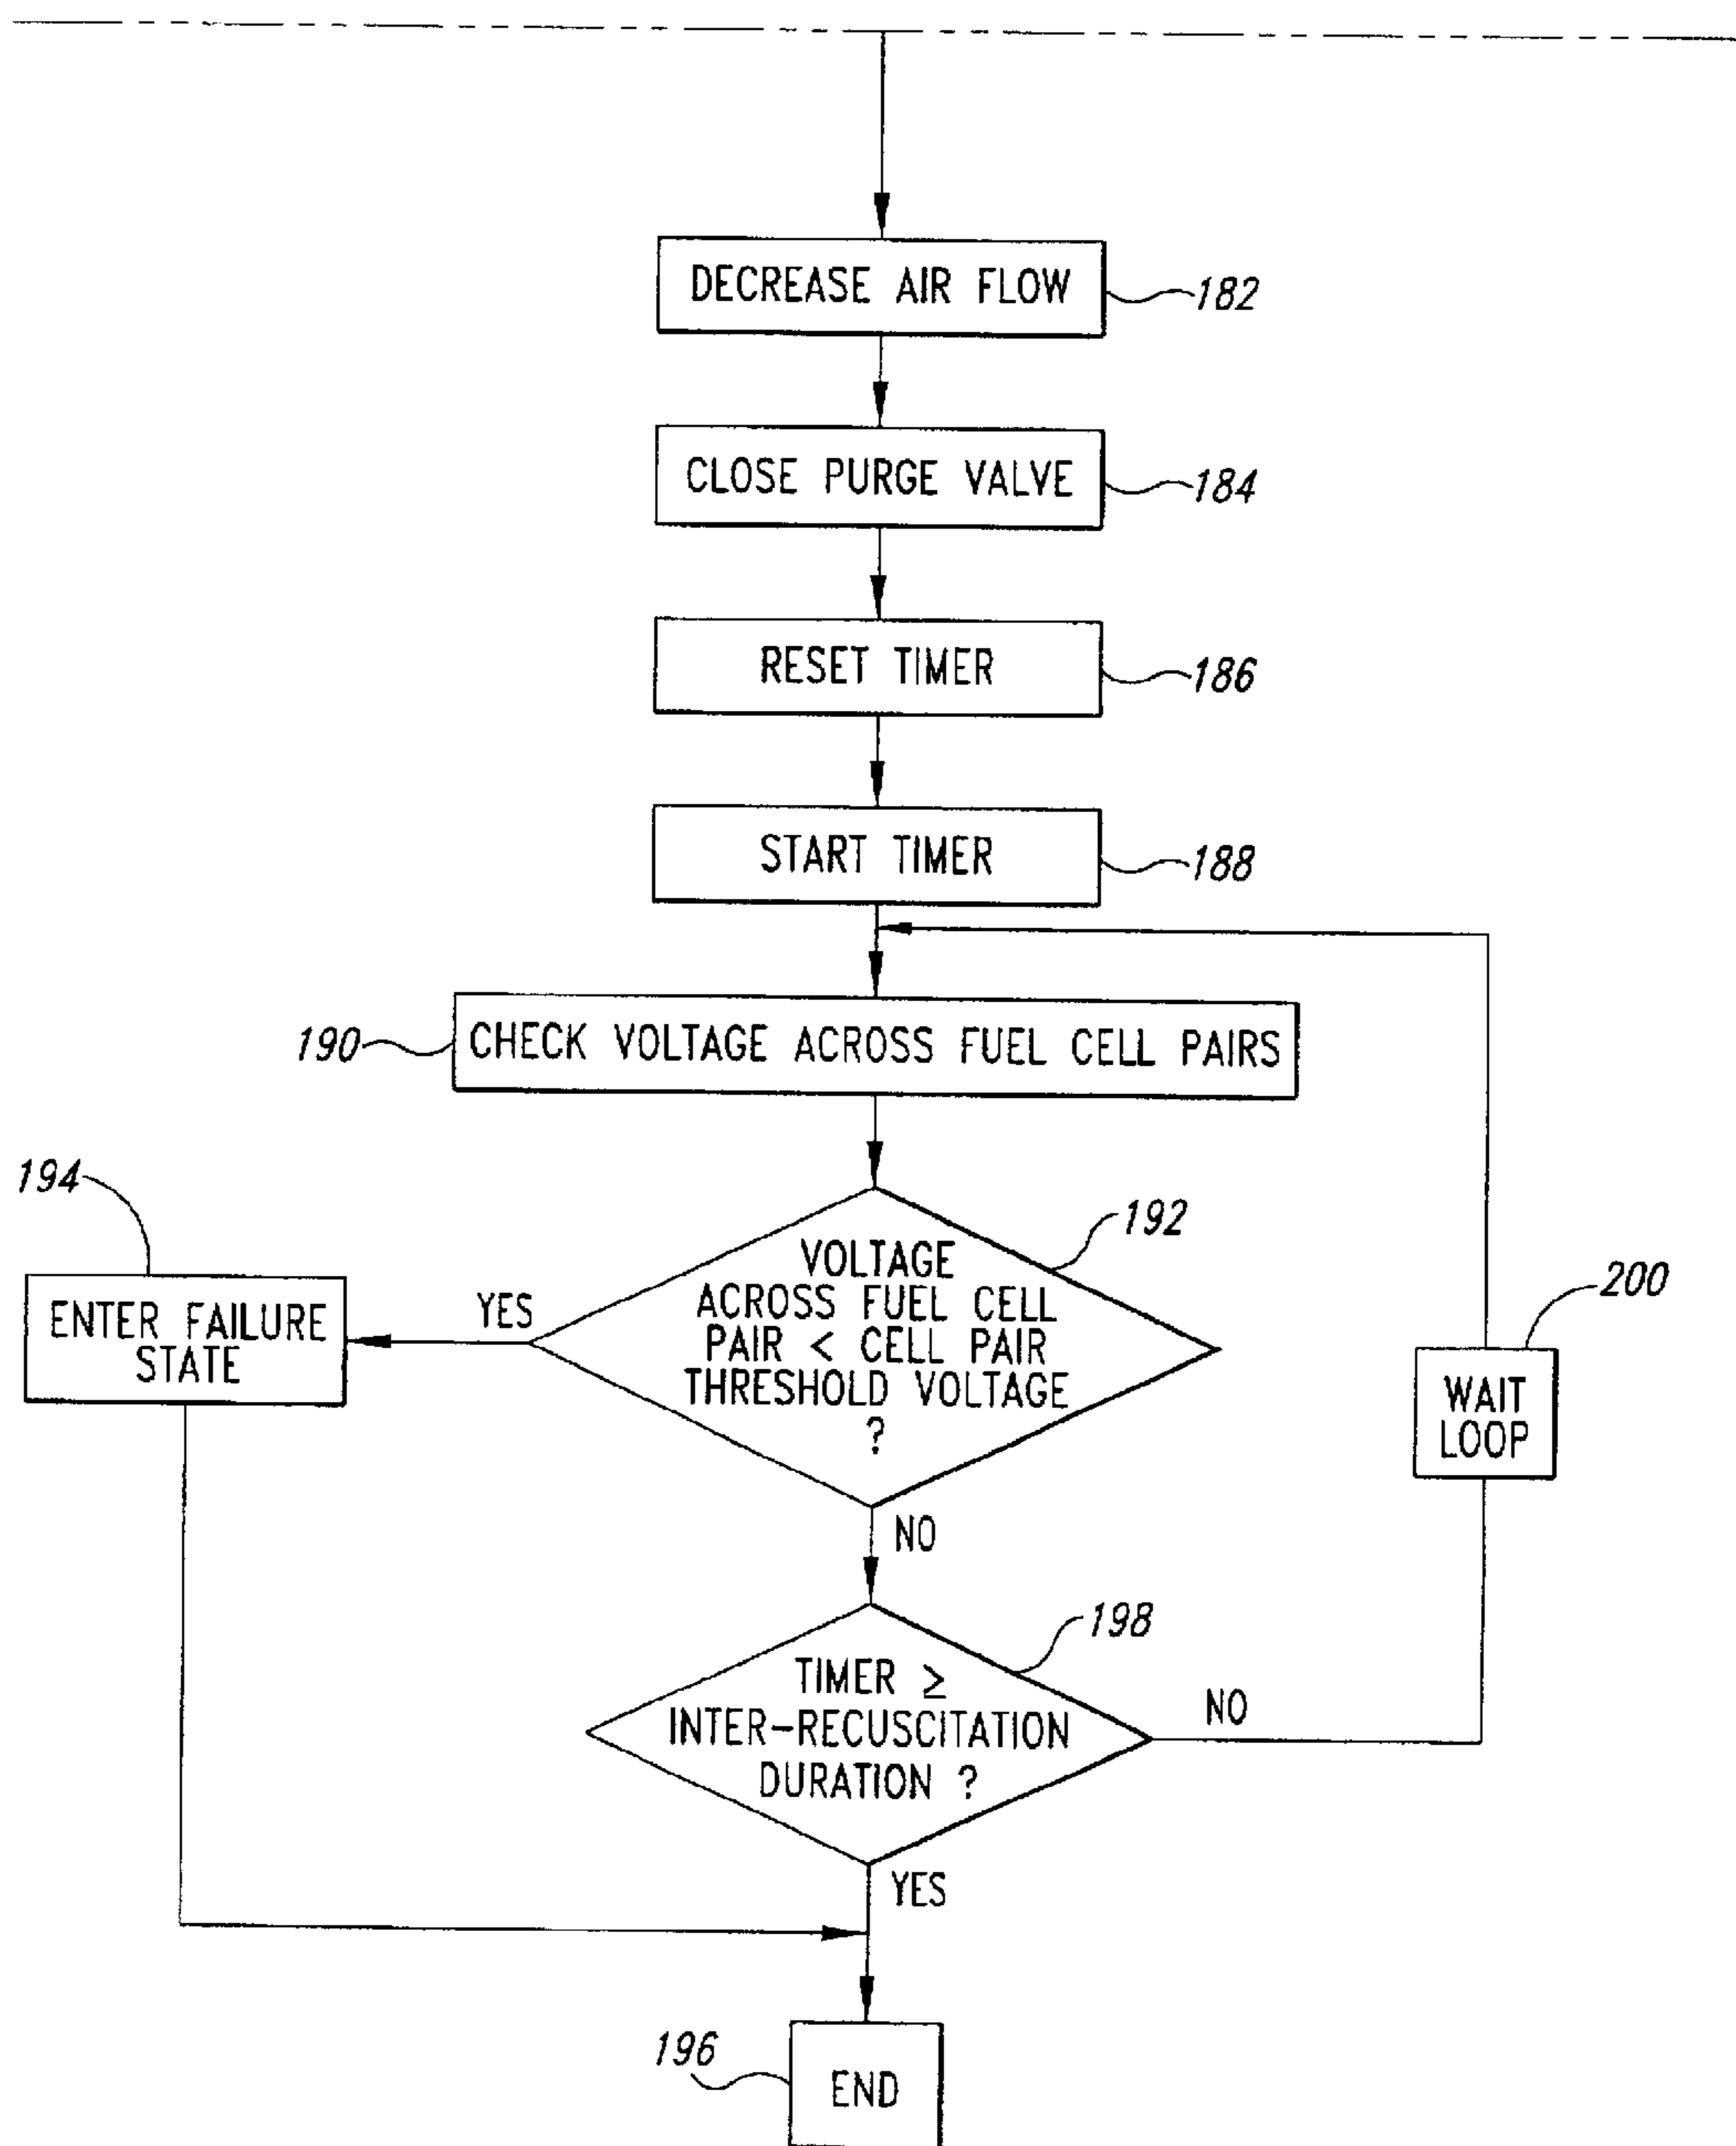 DECREASE AIR FLOW
182
CLOSE PURGE VALVE
184
RESET TIMER
186
START TIMER
188
190
CHECK VOLTAGE ACROSS FUEL CELL PAIRS
194
192
VOLTAGE
ACROSS FUEL CELL
PAIR < CELL PAIR
THRESHOLD VOLTAGE
?
YES
ENTER FAILURE
STATE
200
WAIT
LOOP
NO
198
TIMER ≥
INTER-RECUSCITATION
DURATION ?
NO
YES
196
END